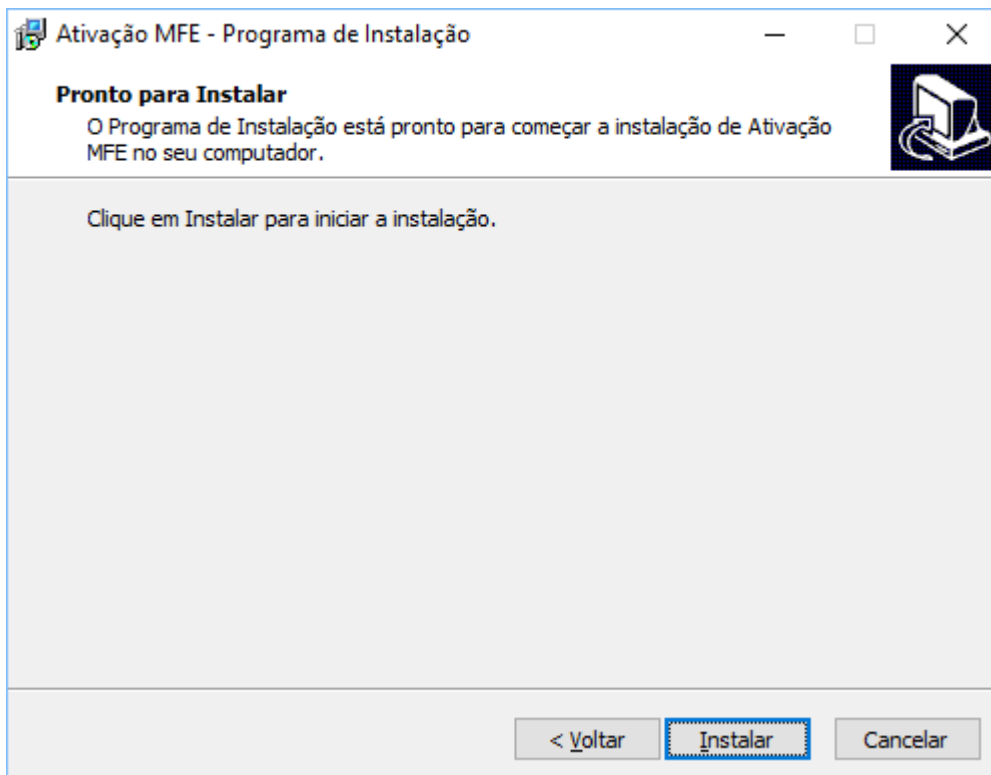 Ativação MFE - Programa de Instalação
Pronto para Instalar
O Programa de Instalação está pronto para começar a instalação de Ativação
MFE no seu computador.
Clique em Instalar para iniciar a instalação.
< Voltar
Instalar
Cancelar